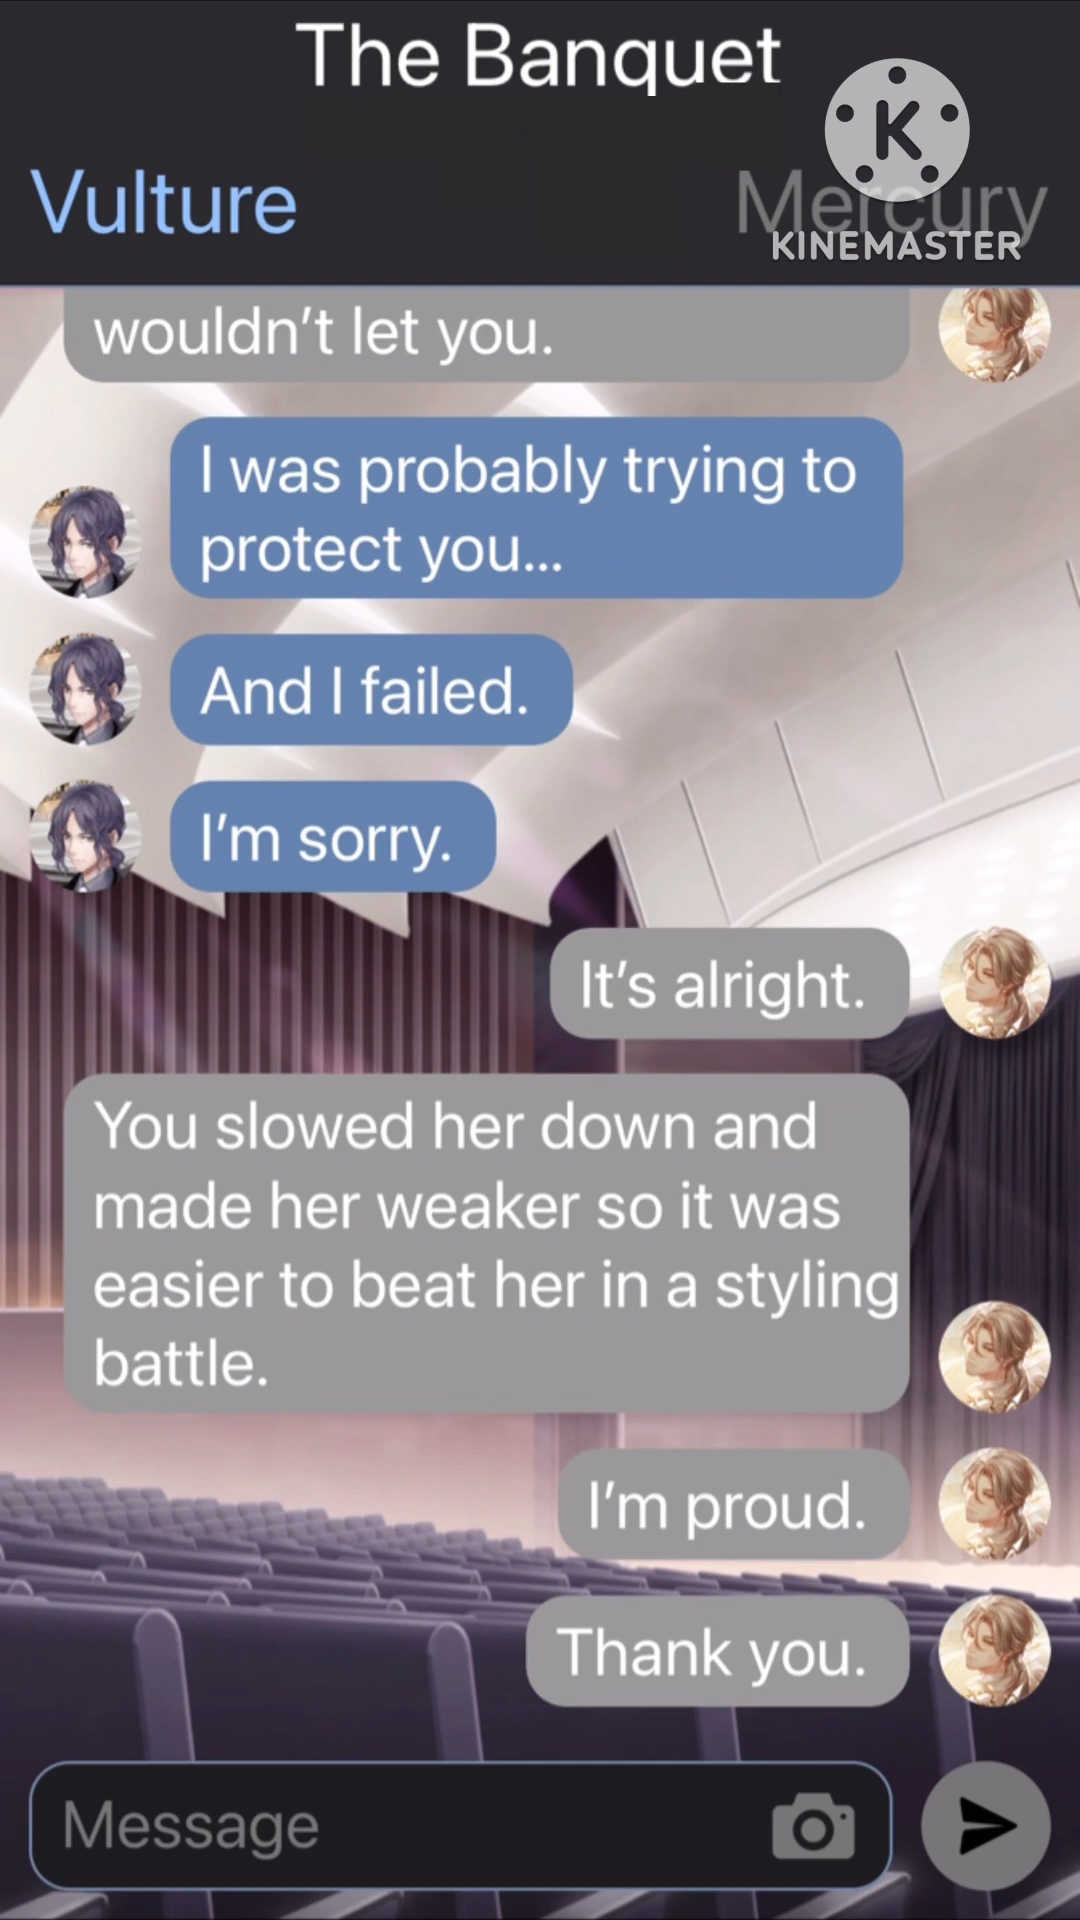 The Banquet
Vulture
Mercury
K
KINEMASTER
wouldn't let you.
I was probably trying to
protect you...
And I failed.
I'm sorry.
It's alright.
You slowed her down and
made her weaker so it was
easier to beat her in a styling
battle.
I'm proud.
Thank you.
Message